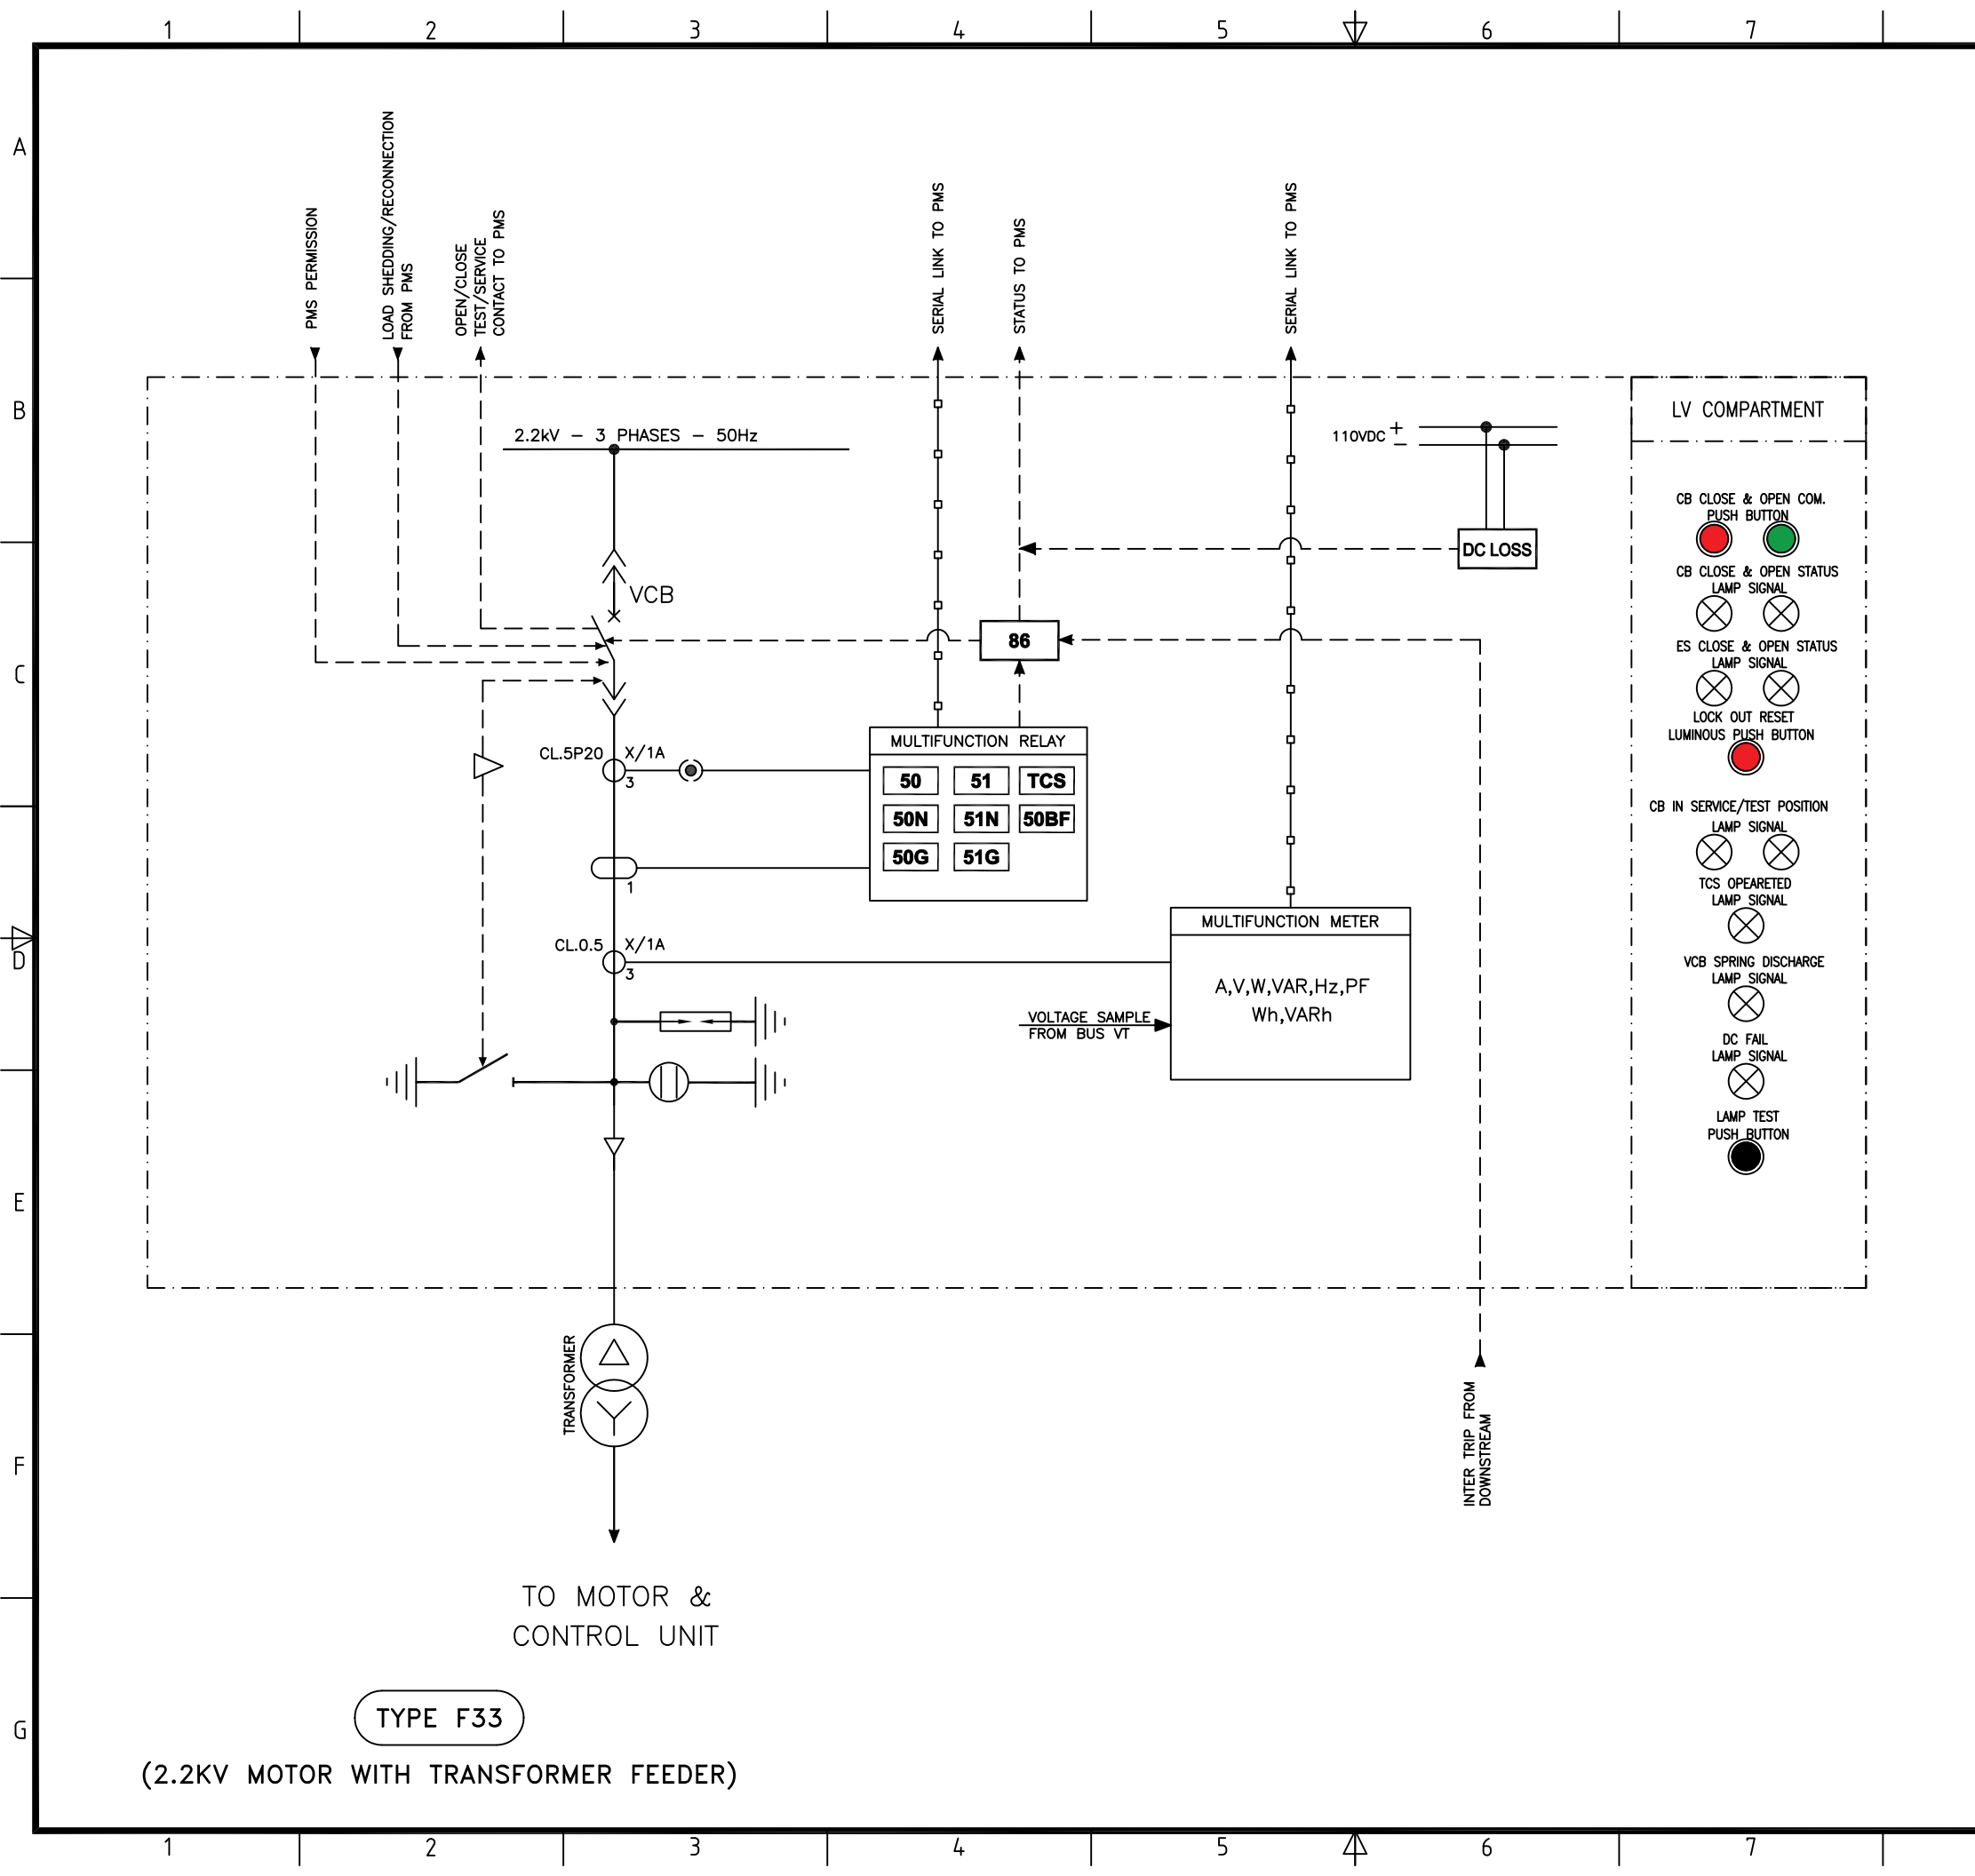 1 2 3 4 5 6 7
A
B
C
D
E
F
G
PMS PERMISSION
LOAD SHEDDING/RECONNECTION
FROM PMS
OPEN/CLOSE
TEST/SERVICE
CONTACT TO PMS
SERIAL LINK TO PMS
STATUS TO PMS
SERIAL LINK TO PMS
2.2kV - 3 PHASES - 50Hz
110VDC + -
DC LOSS
VCB
86
CL.5P20 X/1A
3
MULTIFUNCTION RELAY
50 51 TCS
50N 51N 50BF
50G 51G
1
CL.0.5 X/1A
3
MULTIFUNCTION METER
A,V,W,VAR,Hz,PF
Wh,VARh
VOLTAGE SAMPLE
FROM BUS VT
LV COMPARTMENT
CB CLOSE & OPEN COM.
PUSH BUTTON
CB CLOSE & OPEN STATUS
LAMP SIGNAL
ES CLOSE & OPEN STATUS
LAMP SIGNAL
LOCK OUT RESET
LUMINOUS PUSH BUTTON
CB IN SERVICE/TEST POSITION
LAMP SIGNAL
TCS OPEARETED
LAMP SIGNAL
VCB SPRING DISCHARGE
LAMP SIGNAL
DC FAIL
LAMP SIGNAL
LAMP TEST
PUSH BUTTON
TRANSFORMER
INTER TRIP FROM
DOWNSTREAM
TO MOTOR &
CONTROL UNIT
TYPE F33
(2.2KV MOTOR WITH TRANSFORMER FEEDER)
1 2 3 4 5 6 7